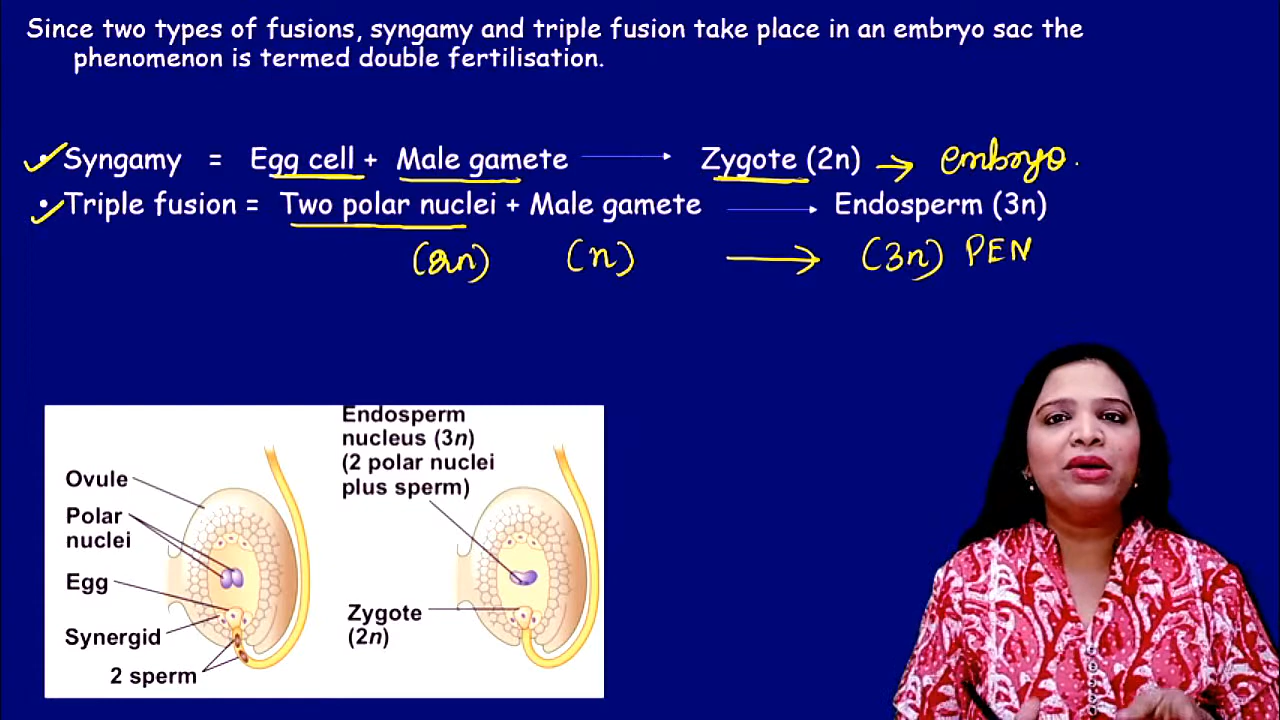 Since two types of fusions, syngamy and triple fusion take place in an embryo sac the
phenomenon is termed double fertilisation.
• Syngamy = Egg cell + Male gamete → Zygote (2n) → embryo.
• Triple fusion = Two polar nuclei + Male gamete → Endosperm (3n)
(2n) (n) → (3n) PEN
Endosperm
nucleus (3n)
(2 polar nuclei
plus sperm)
Ovule
Polar
nuclei
Egg
Synergid
2 sperm
Zygote
(2n)